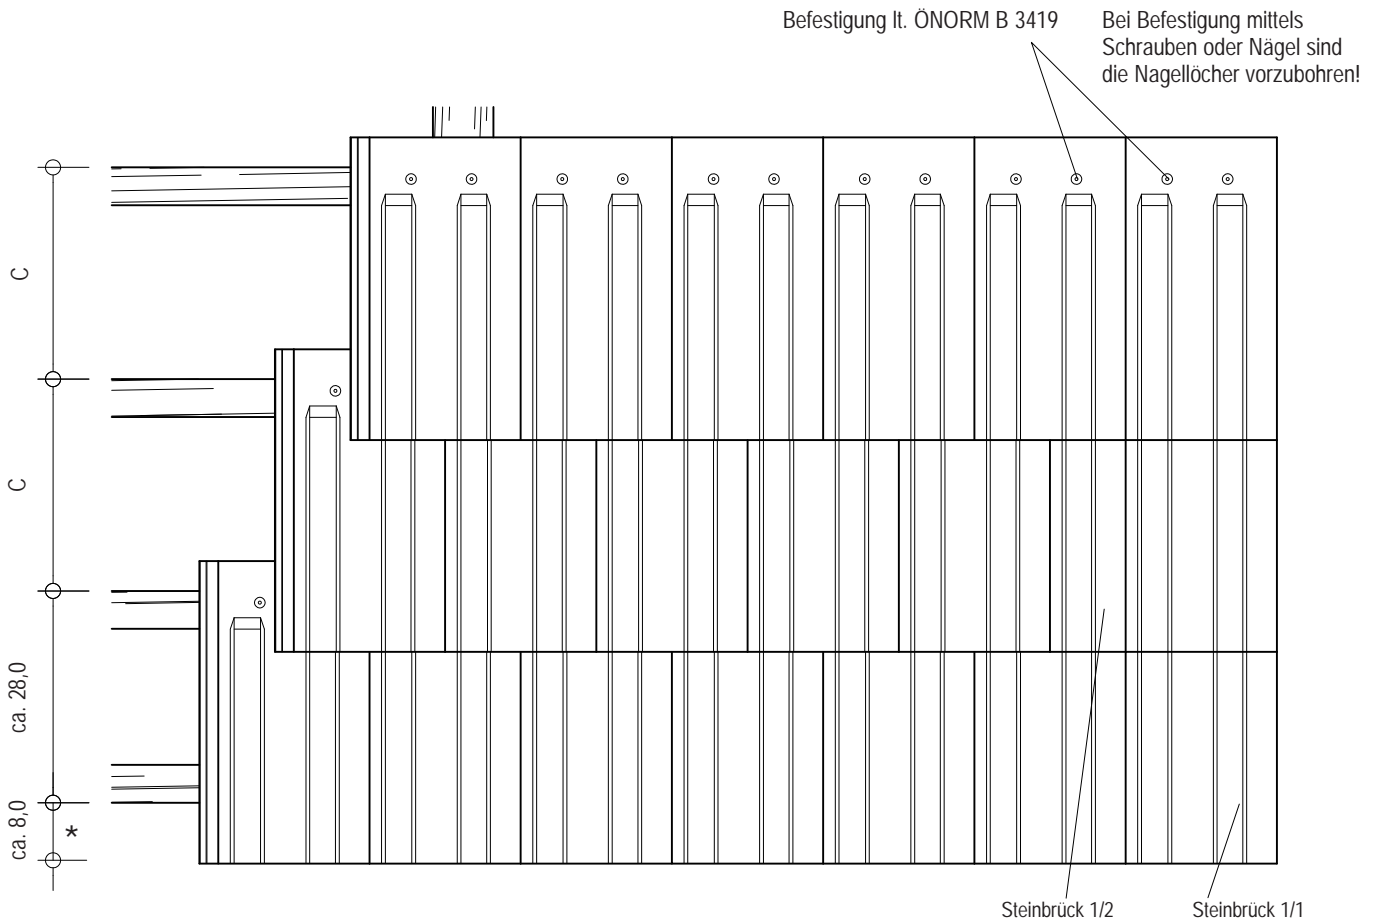 Befestigung lt. ÖNORM B 3419
Bei Befestigung mittels
Schrauben oder Nägel sind
die Nagellöcher vorzubohren!
C
C
ca. 28,0
ca. 8,0
*
Steinbrück 1/2
Steinbrück 1/1